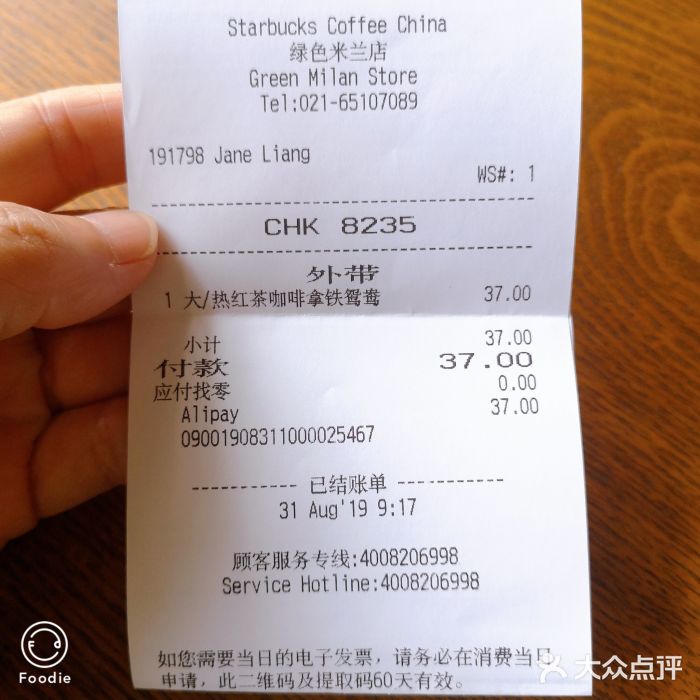 Starbucks Coffee China
绿色米兰店
Green Milan Store
Tel:021-65107089
191798 Jane Liang
WS#: 1
CHK 8235
外带
1 大/热红茶咖啡拿铁鸳鸯 37.00
小计 37.00
付款 37.00
应付找零 0.00
Alipay 37.00
09001908311000025467
----------- 已结账单 -----------
31 Aug'19 9:17
顾客服务专线:4008206998
Service Hotline:4008206998
如您需要当日的电子发票，请务必在消费当日
申请，此二维码及提取码60天有效。
Foodie
大众点评